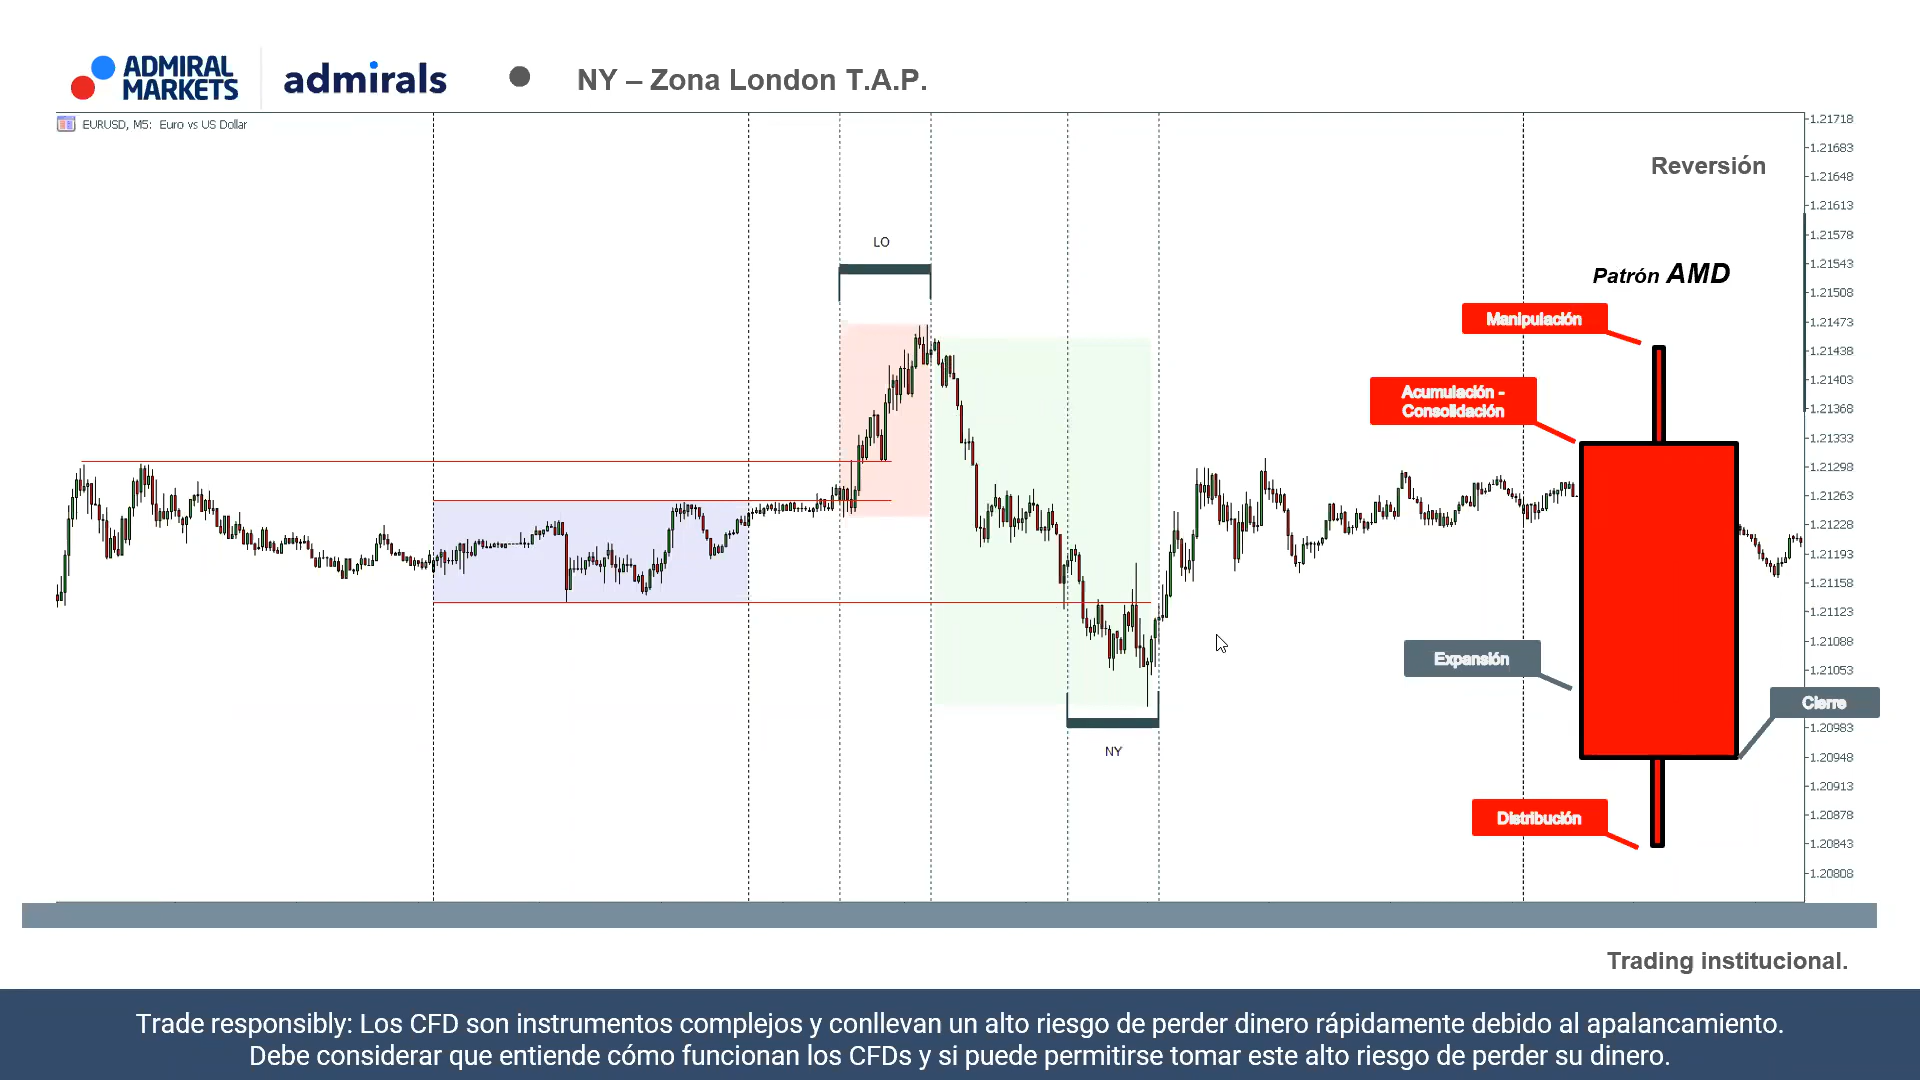 ADMIRAL
MARKETS
admirals
NY – Zona London T.A.P.
EURUSD, M5: Euro vs US Dollar
Reversión
LO
Patrón AMD
Manipulación
Acumulación -
Consolidación
Expansión
Cierre
NY
Distribución
1.21718
1.21683
1.21648
1.21613
1.21578
1.21543
1.21508
1.21473
1.21438
1.21403
1.21368
1.21333
1.21298
1.21263
1.21228
1.21193
1.21158
1.21123
1.21088
1.21053
1.20983
1.20948
1.20913
1.20878
1.20843
1.20808
Trading institucional.
Trade responsibly: Los CFD son instrumentos complejos y conllevan un alto riesgo de perder dinero rápidamente debido al apalancamiento.
Debe considerar que entiende cómo funcionan los CFDs y si puede permitirse tomar este alto riesgo de perder su dinero.